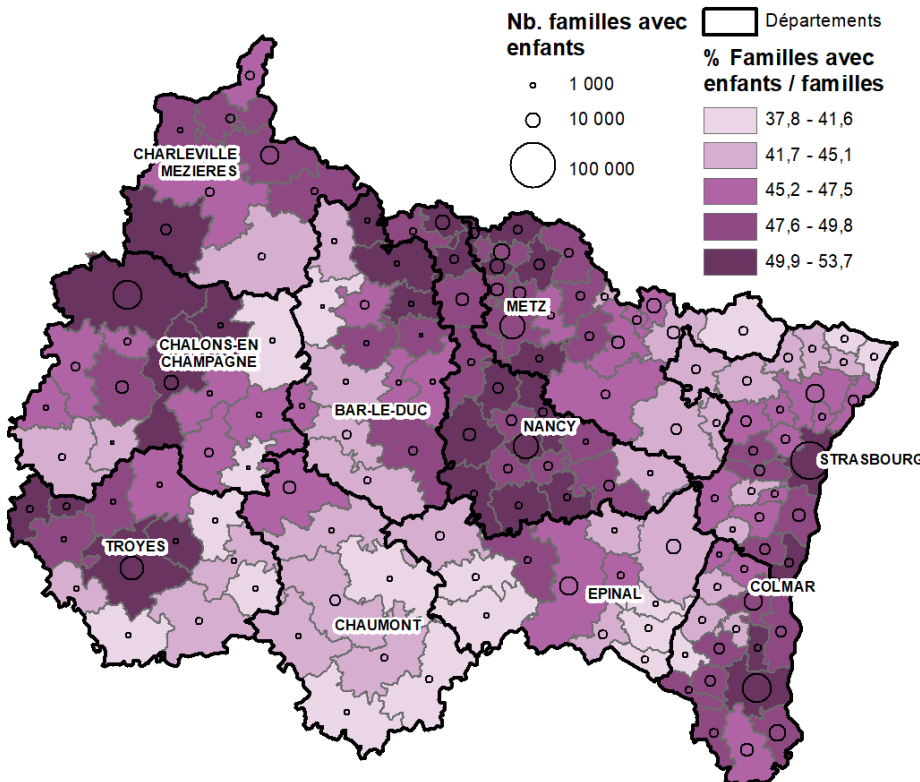 Nb. familles avec
enfants
1 000
10 000
100 000
Départements
% Familles avec
enfants / familles
37,8 - 41,6
41,7 - 45,1
45,2 - 47,5
47,6 - 49,8
49,9 - 53,7
CHARLEVILLE
MEZIERES
CHALONS-EN
CHAMPAGNE
METZ
BAR-LE-DUC
NANCY
STRASBOURG
TROYES
EPINAL
COLMAR
CHAUMONT